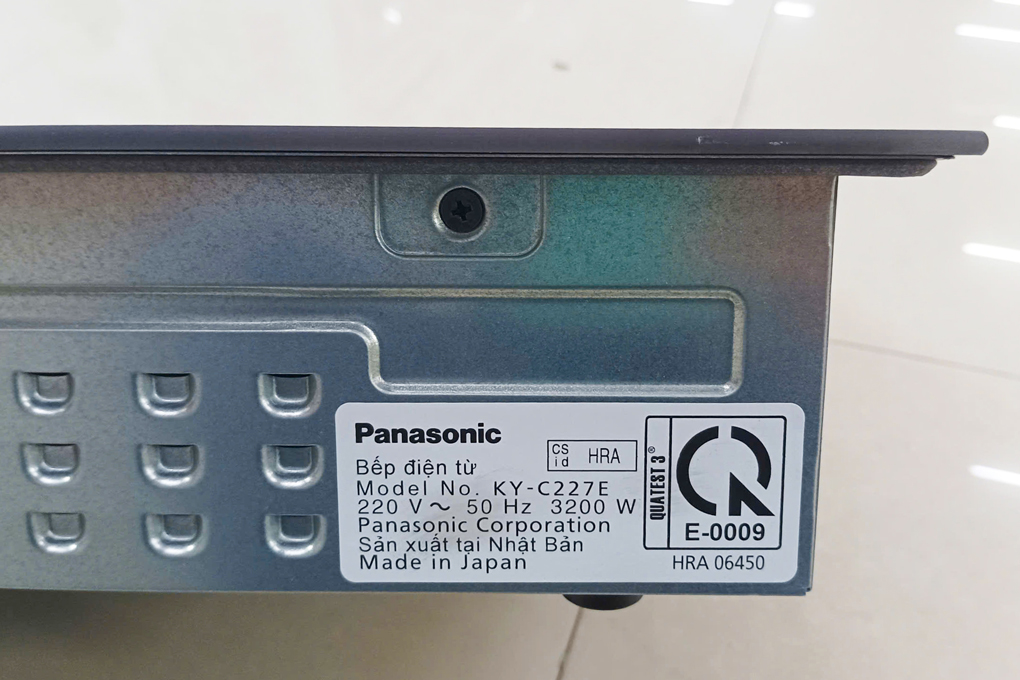 Panasonic
CS id HRA
Bếp điện từ
Model No. KY-C227E
220 V ~ 50 Hz 3200 W
Panasonic Corporation
Sản xuất tại Nhật Bản
Made in Japan
QUATEST 3®
E-0009
HRA 06450